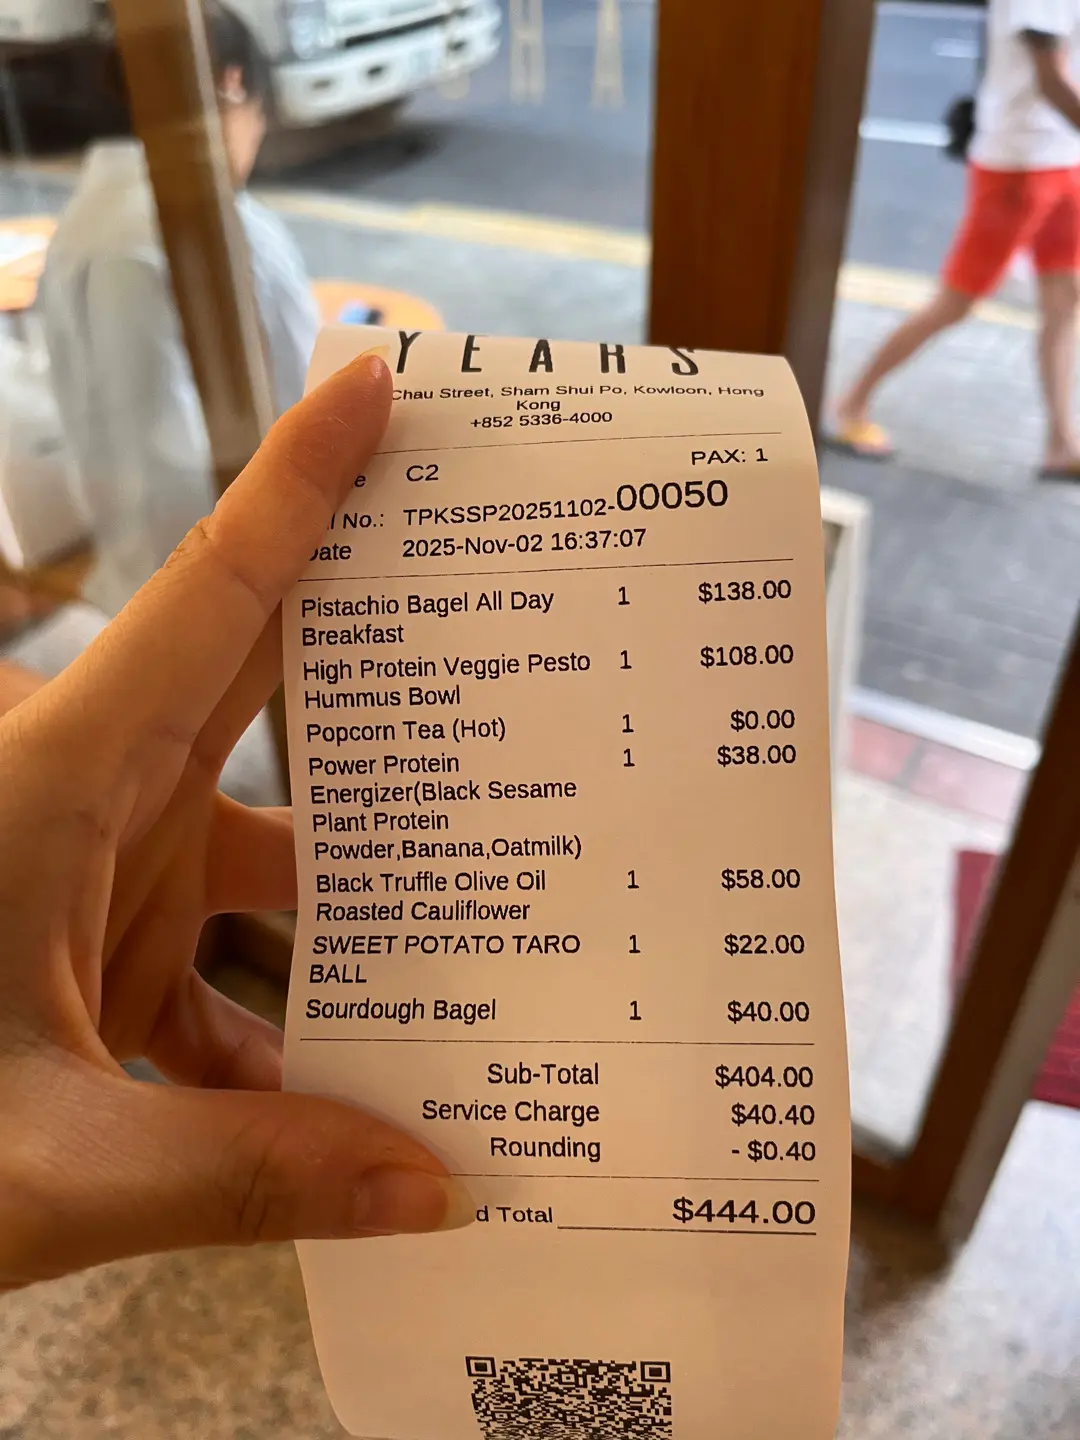 YEARS
Chau Street, Sham Shui Po, Kowloon, Hong
Kong
+852 5336-4000
C2 PAX: 1
No.: TPKSSP20251102-00050
Date 2025-Nov-02 16:37:07
Pistachio Bagel All Day 1 $138.00
Breakfast
High Protein Veggie Pesto 1 $108.00
Hummus Bowl
Popcorn Tea (Hot) 1 $0.00
Power Protein 1 $38.00
Energizer(Black Sesame
Plant Protein
Powder,Banana,Oatmilk)
Black Truffle Olive Oil 1 $58.00
Roasted Cauliflower
SWEET POTATO TARO 1 $22.00
BALL
Sourdough Bagel 1 $40.00
Sub-Total $404.00
Service Charge $40.40
Rounding - $0.40
Total $444.00